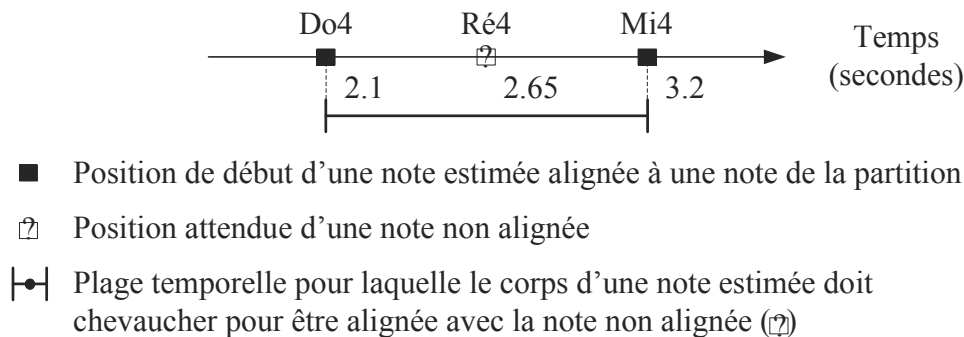 Do4 Ré4 Mi4
?
Temps
(secondes)
2.1 2.65 3.2
Position de début d'une note estimée alignée à une note de la partition
? Position attendue d'une note non alignée
Plage temporelle pour laquelle le corps d'une note estimée doit
chevaucher pour être alignée avec la note non alignée (?)